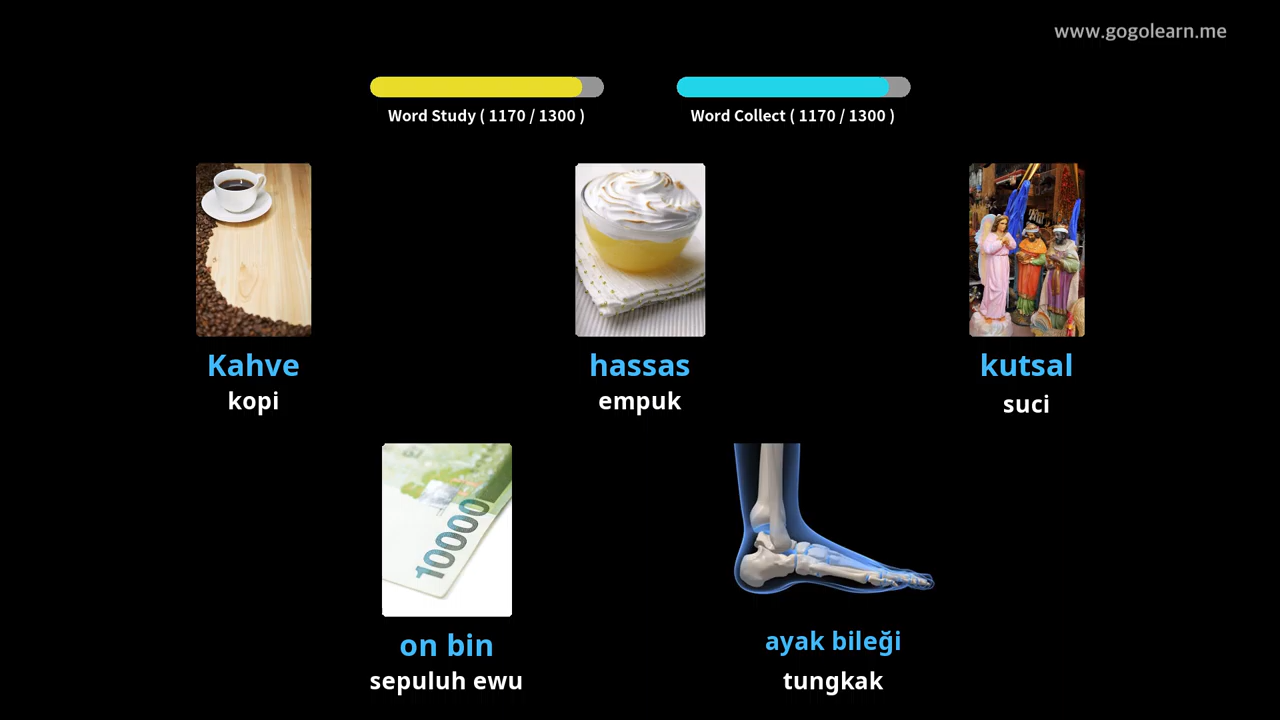 www.gogolearn.me
Word Study ( 1170 / 1300 )
Word Collect ( 1170 / 1300 )
Kahve
kopi
hassas
empuk
kutsal
suci
10000
on bin
sepuluh ewu
ayak bileği
tungkak